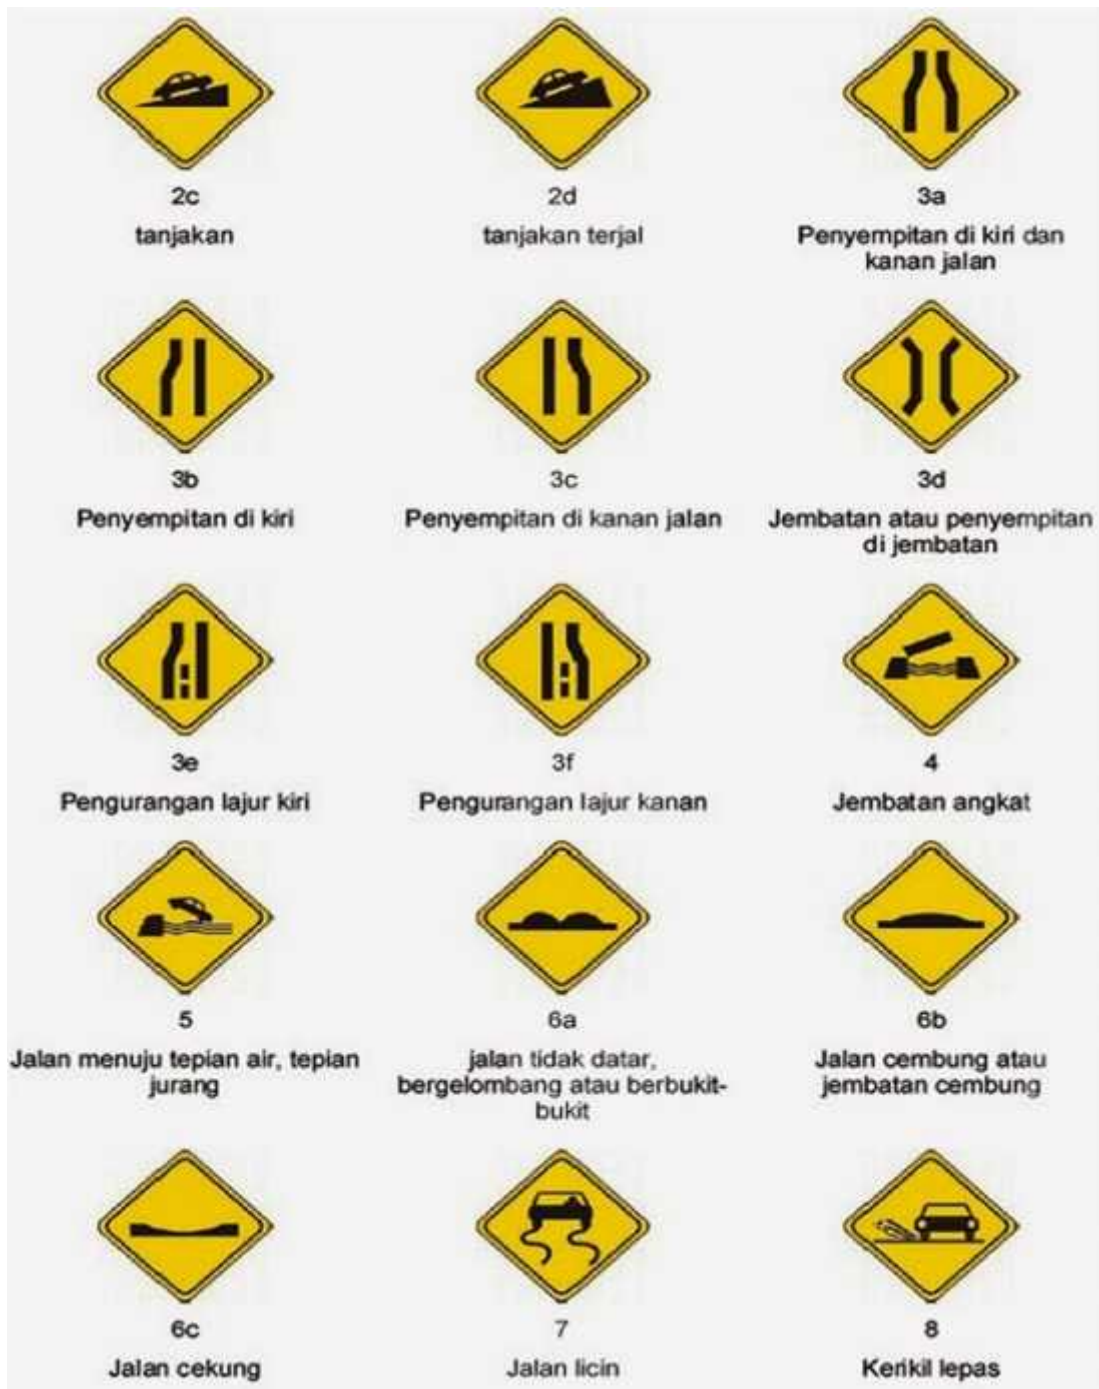 2c
tanjakan
2d
tanjakan terjal
3a
Penyempitan di kiri dan
kanan jalan
3b
Penyempitan di kiri
3c
Penyempitan di kanan jalan
3d
Jembatan atau penyempitan
di jembatan
3e
Pengurangan lajur kiri
3f
Pengurangan lajur kanan
4
Jembatan angkat
5
Jalan menuju tepian air, tepian
jurang
6a
jalan tidak datar,
bergelombang atau berbukit-
bukit
6b
Jalan cembung atau
jembatan cembung
6c
Jalan cekung
7
Jalan licin
8
Kerikil lepas